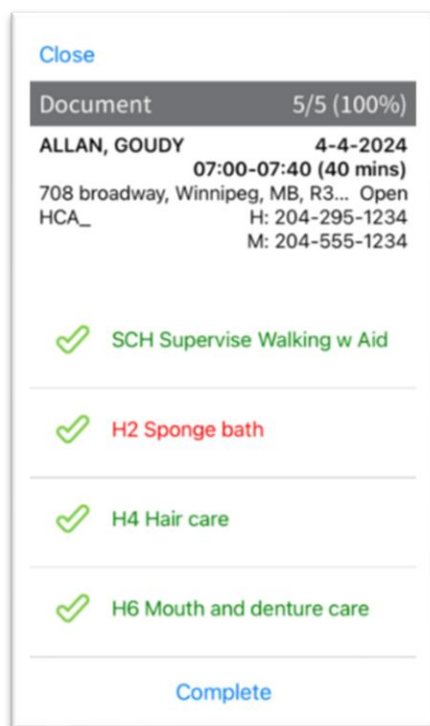 Close
Document 5/5 (100%)
ALLAN, GOUDY 4-4-2024
07:00-07:40 (40 mins)
708 broadway, Winnipeg, MB, R3... Open
HCA_ H: 204-295-1234
M: 204-555-1234
SCH Supervise Walking w Aid
H2 Sponge bath
H4 Hair care
H6 Mouth and denture care
Complete